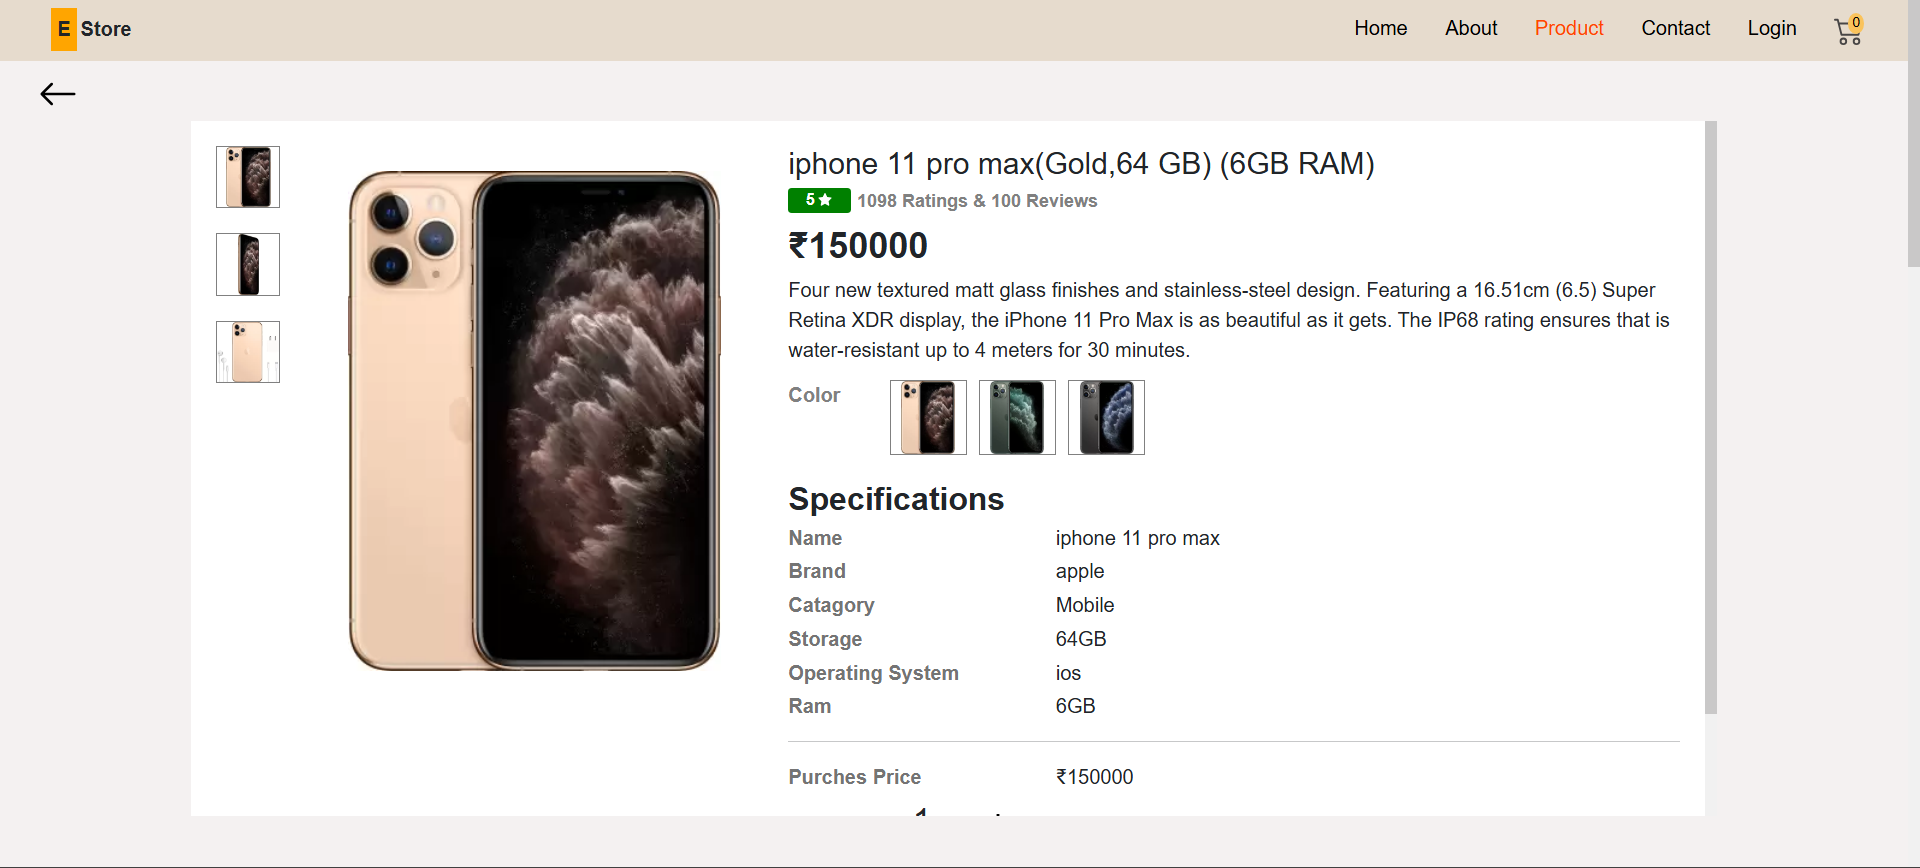 E Store
Home About Product Contact Login 0
iphone 11 pro max(Gold,64 GB) (6GB RAM)
5★ 1098 Ratings & 100 Reviews
₹150000
Four new textured matt glass finishes and stainless-steel design. Featuring a 16.51cm (6.5) Super
Retina XDR display, the iPhone 11 Pro Max is as beautiful as it gets. The IP68 rating ensures that is
water-resistant up to 4 meters for 30 minutes.
Color
Specifications
Name iphone 11 pro max
Brand apple
Catagory Mobile
Storage 64GB
Operating System ios
Ram 6GB
Purches Price ₹150000